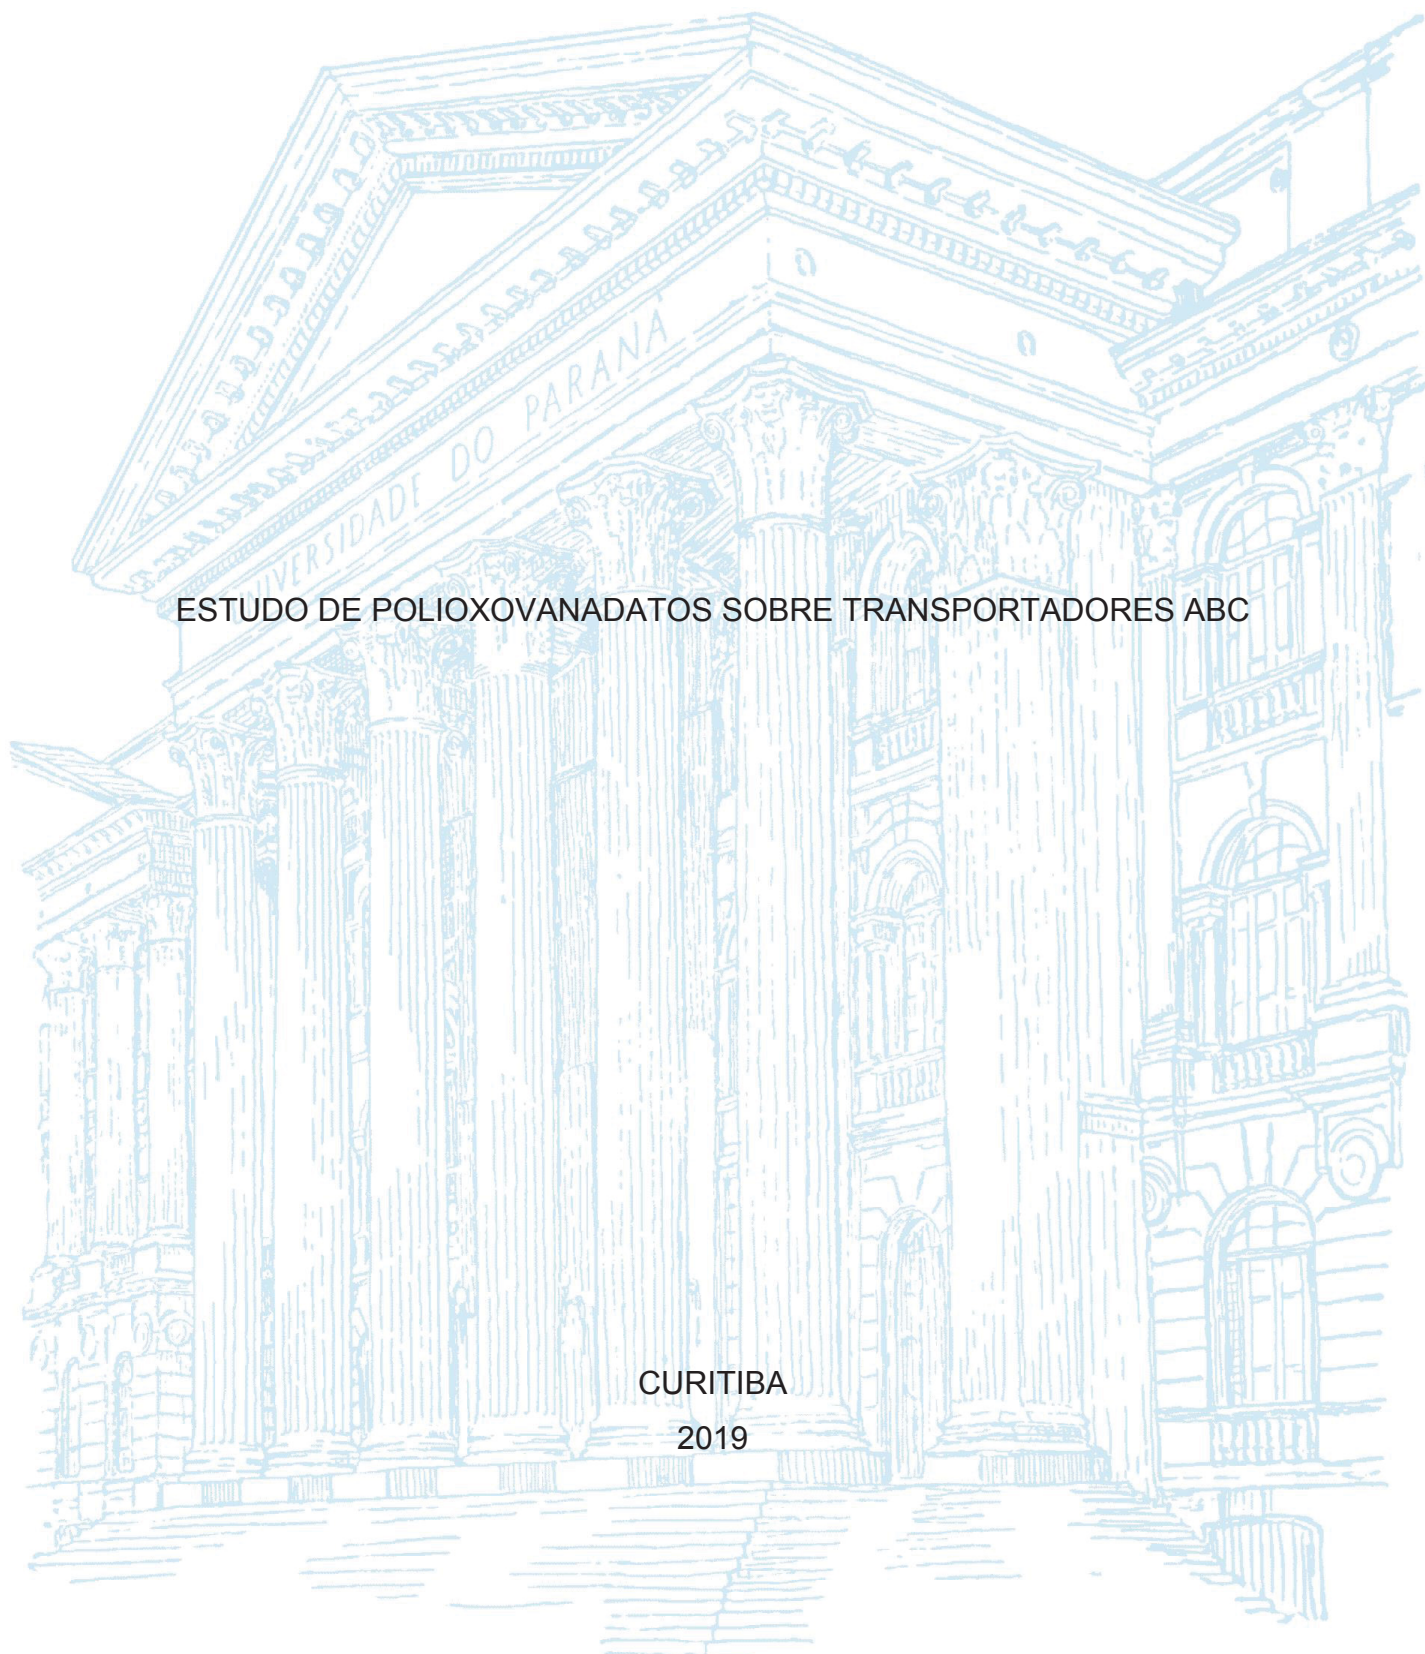 UNIVERSIDADE DO PARANÁ
ESTUDO DE POLIOXOVANADATOS SOBRE TRANSPORTADORES ABC
CURITIBA
2019